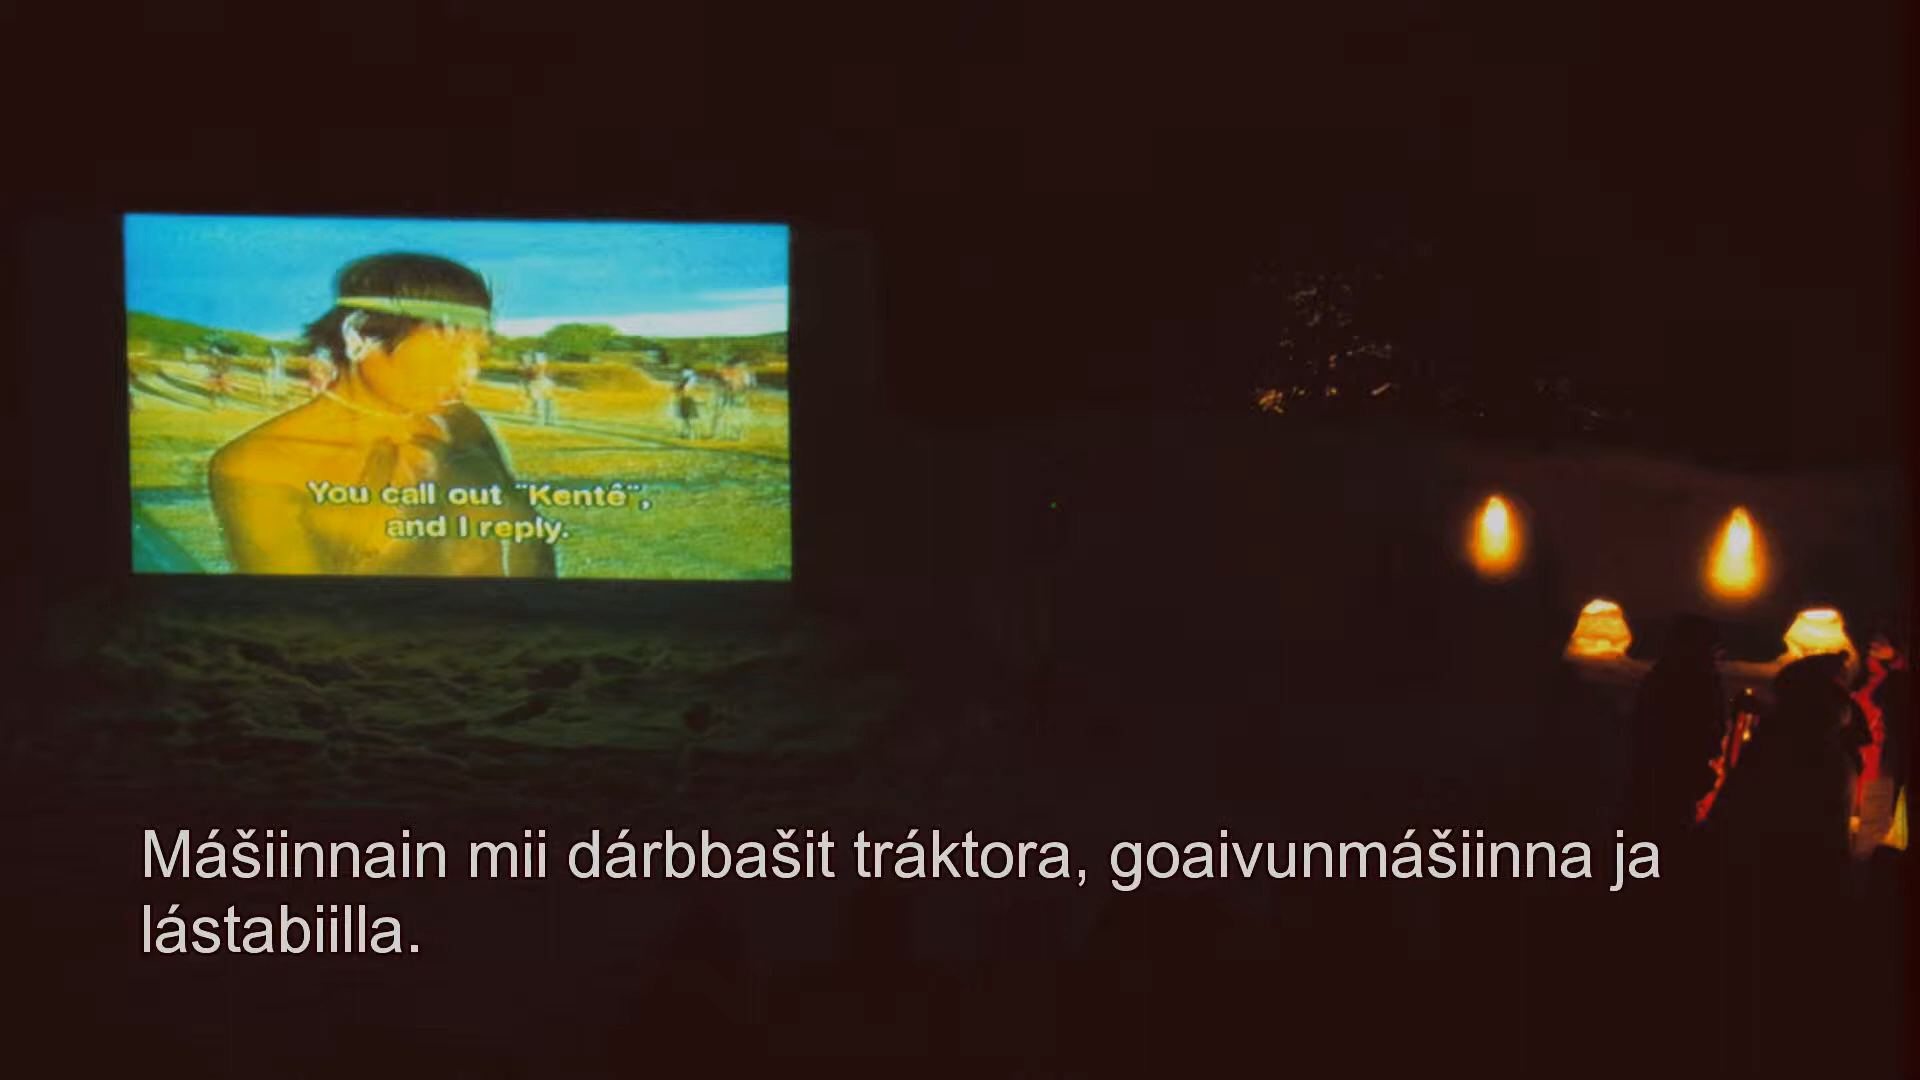 You call out "Kentê",
and I reply.
Mášiinnain mii dárbbašit tráktora, goaivunmášiinna ja
lástabiilla.